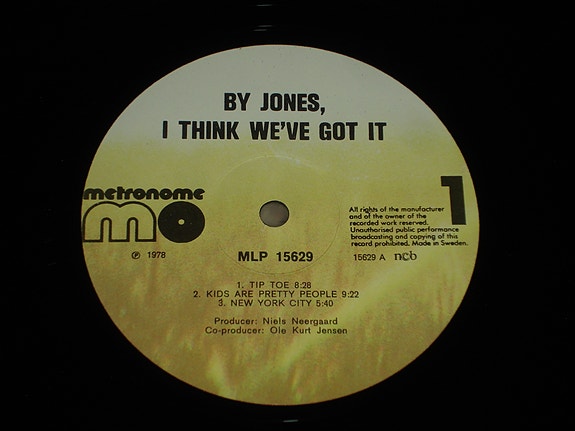 BY JONES,
I THINK WE'VE GOT IT
metronome
mo
℗ 1978
MLP 15629
1
All rights of the manufacturer
and of the owner of the
recorded work reserved.
Unauthorised public performance
broadcasting and copying of this
record prohibited. Made in Sweden.
15629 A ncb
1. TIP TOE 8:28
2. KIDS ARE PRETTY PEOPLE 9:22
3. NEW YORK CITY 5:40
Producer: Niels Neergaard
Co-producer: Ole Kurt Jensen